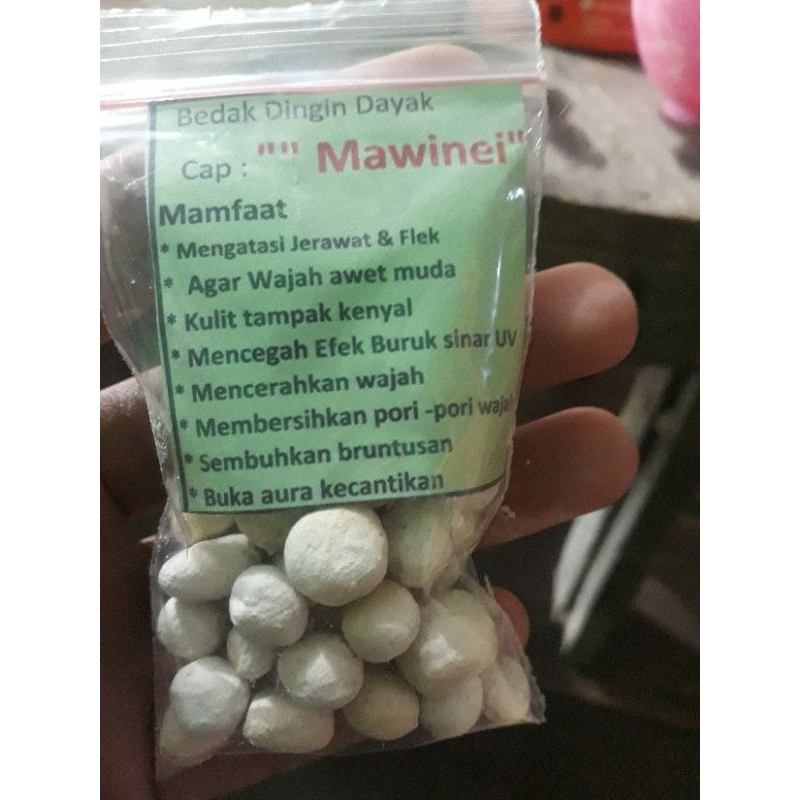 Bedak Dingin Dayak
Cap : "" Mawinei"
Mamfaat
* Mengatasi Jerawat & Flek
* Agar Wajah awet muda
* Kulit tampak kenyal
* Mencegah Efek Buruk sinar UV
* Mencerahkan wajah
* Membersihkan pori -pori wajah
* Sembuhkan bruntusan
* Buka aura kecantikan